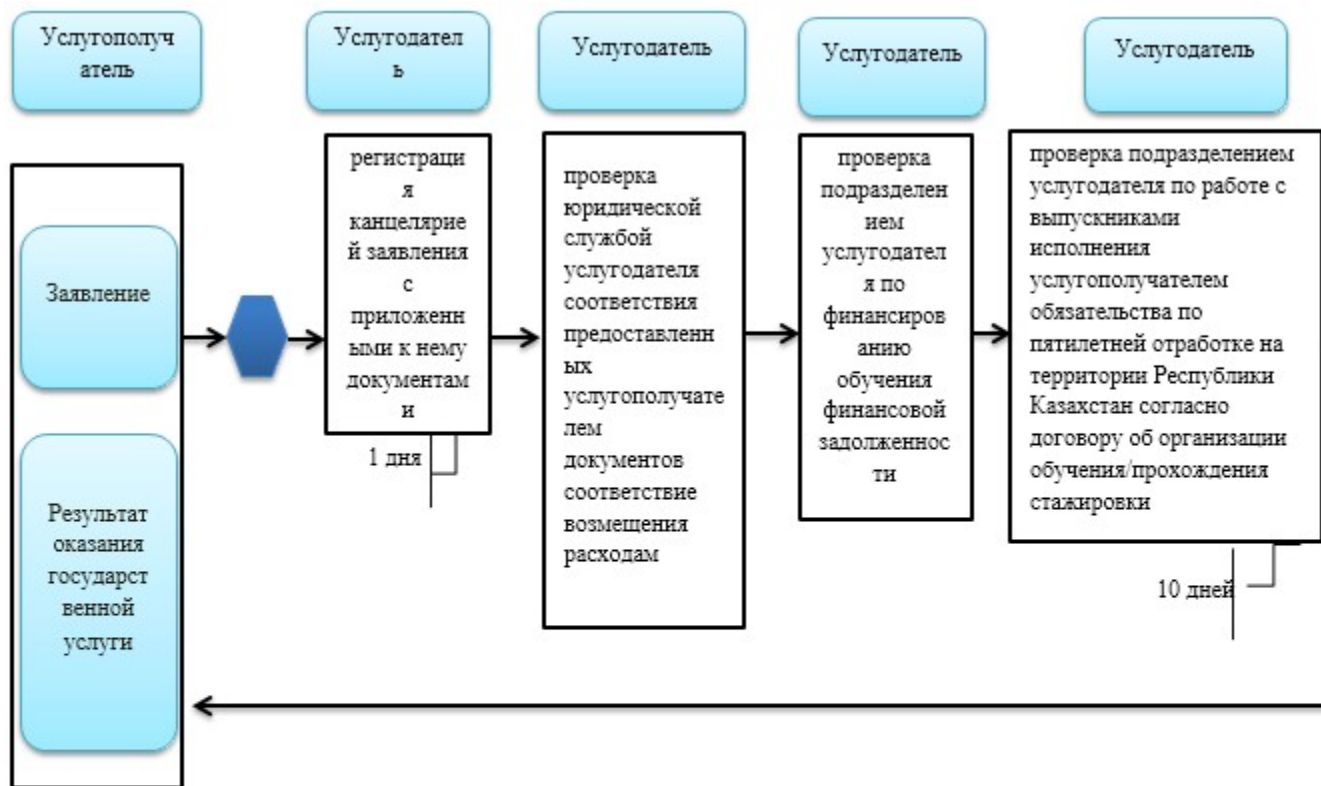 Услугополуч
атель
Услугодател
ь
Услугодатель
Услугодатель
Услугодатель
Заявление
Результат
оказания
государст
венной
услуги
регистраци
я
канцелярие
й заявления
с
приложенн
ыми к нему
документам
и
1 дня
проверка
юридической
службой
услугодателя
соответствия
предоставленн
ых
услугополучате
лем
документов
соответствие
возмещения
расходам
проверка
подразделен
ием
услугодател
я по
финансиров
анию
обучения
финансовой
задолженнос
ти
проверка подразделением
услугодателя по работе с
выпускниками
исполнения
услугополучателем
обязательства по
пятилетней отработке на
территории Республики
Казахстан согласно
договору об организации
обучения/прохождения
стажировки
10 дней